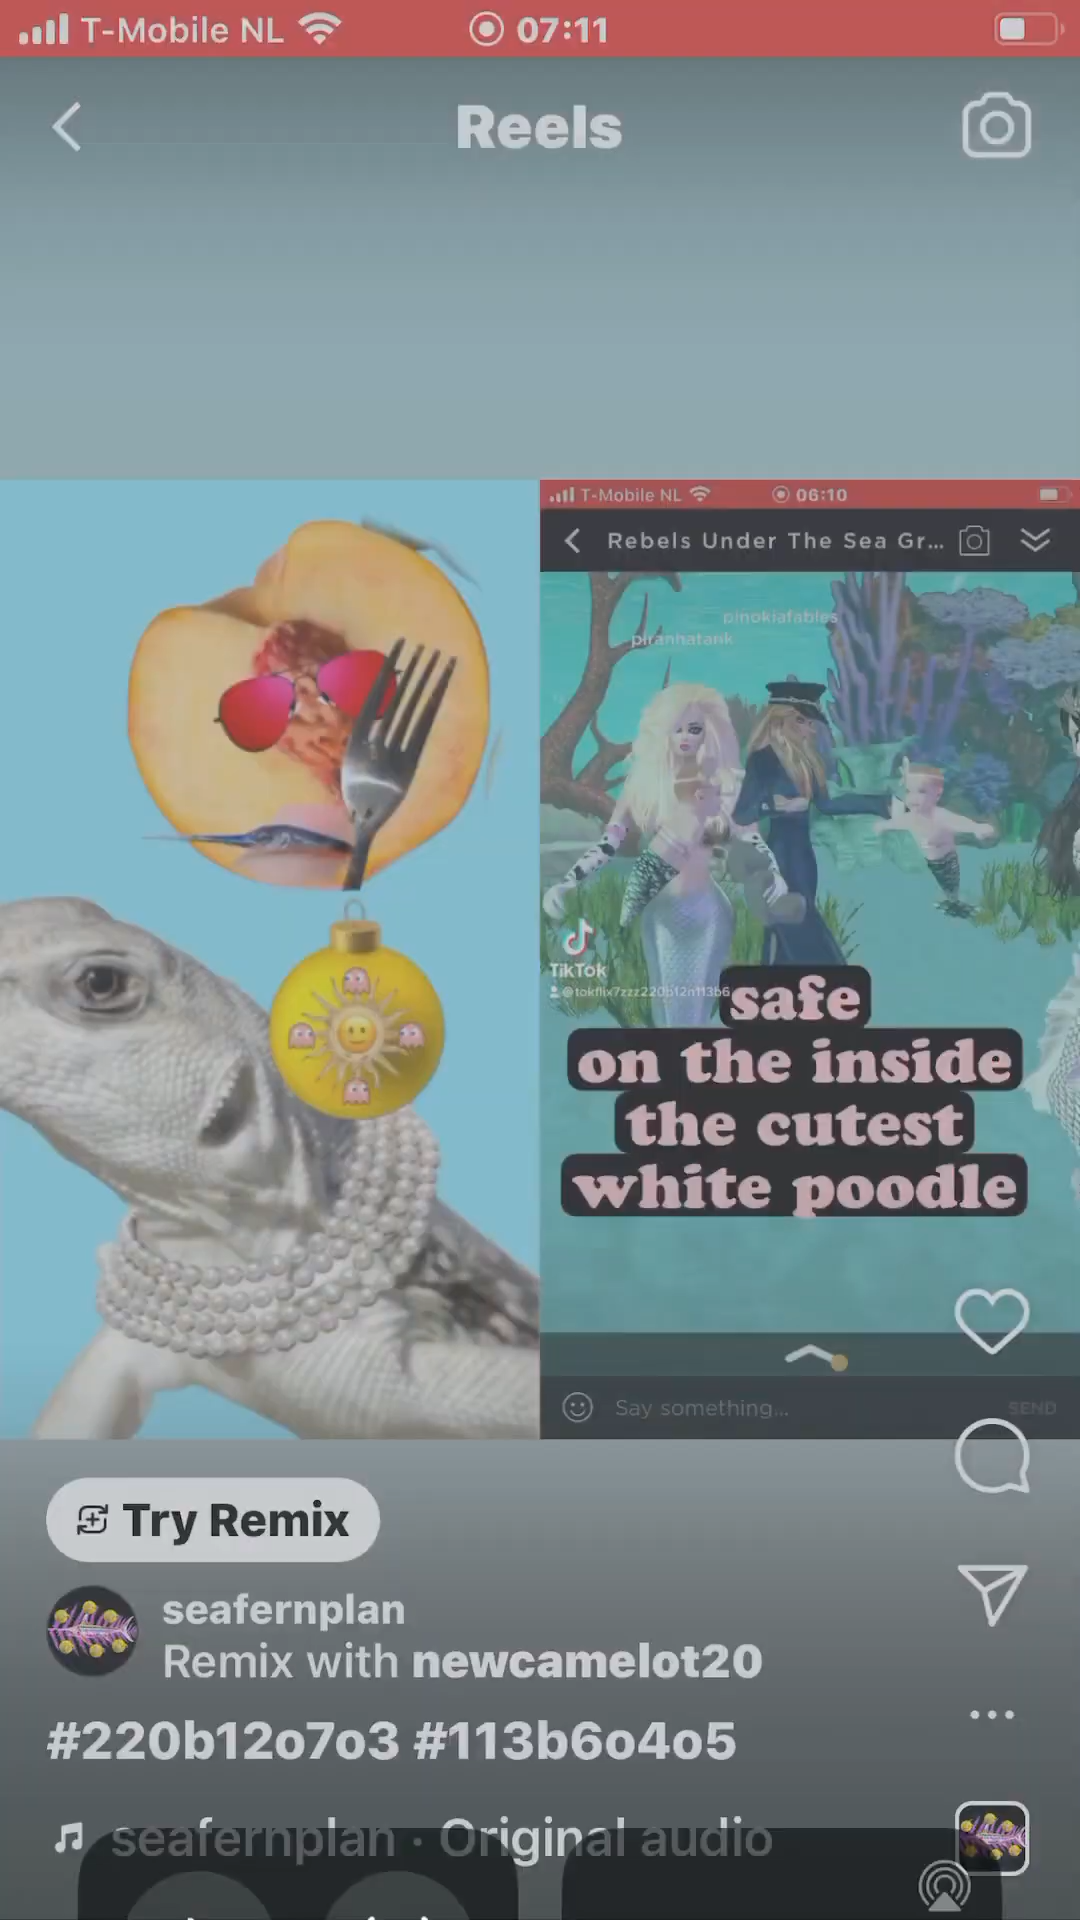 T-Mobile NL 07:11
Reels
T-Mobile NL 06:10
Rebels Under The Sea Gr...
pinokiafables
piranhatank
TikTok
@tokflix7zzz220b12n113b6
safe
on the inside
the cutest
white poodle
Say something... SEND
Try Remix
seafernplan
Remix with newcamelot20
#220b12o7o3 #113b6o4o5
seafernplan · Original audio